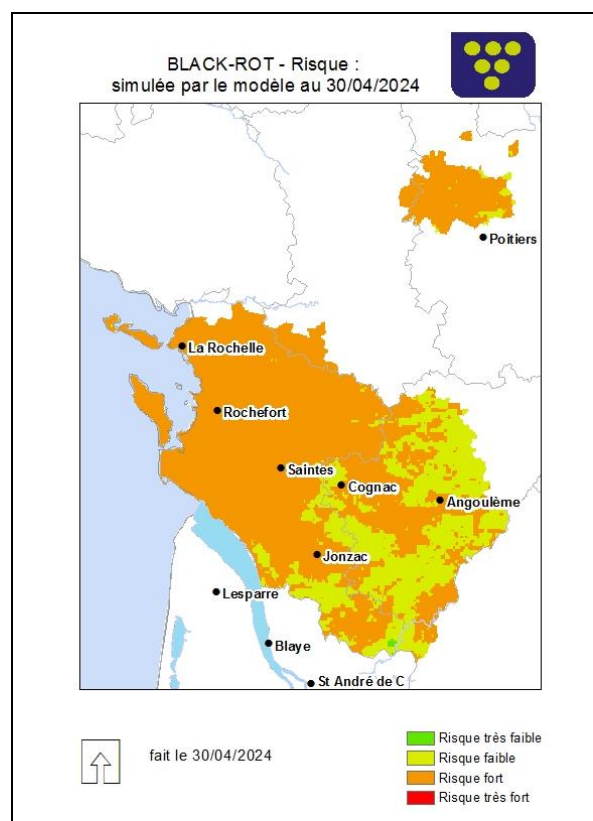 BLACK-ROT - Risque :
simulée par le modèle au 30/04/2024
Poitiers
La Rochelle
Rochefort
Saintes
Cognac
Angoulême
Jonzac
Lesparre
Blaye
St André de C
fait le 30/04/2024
Risque très faible
Risque faible
Risque fort
Risque très fort